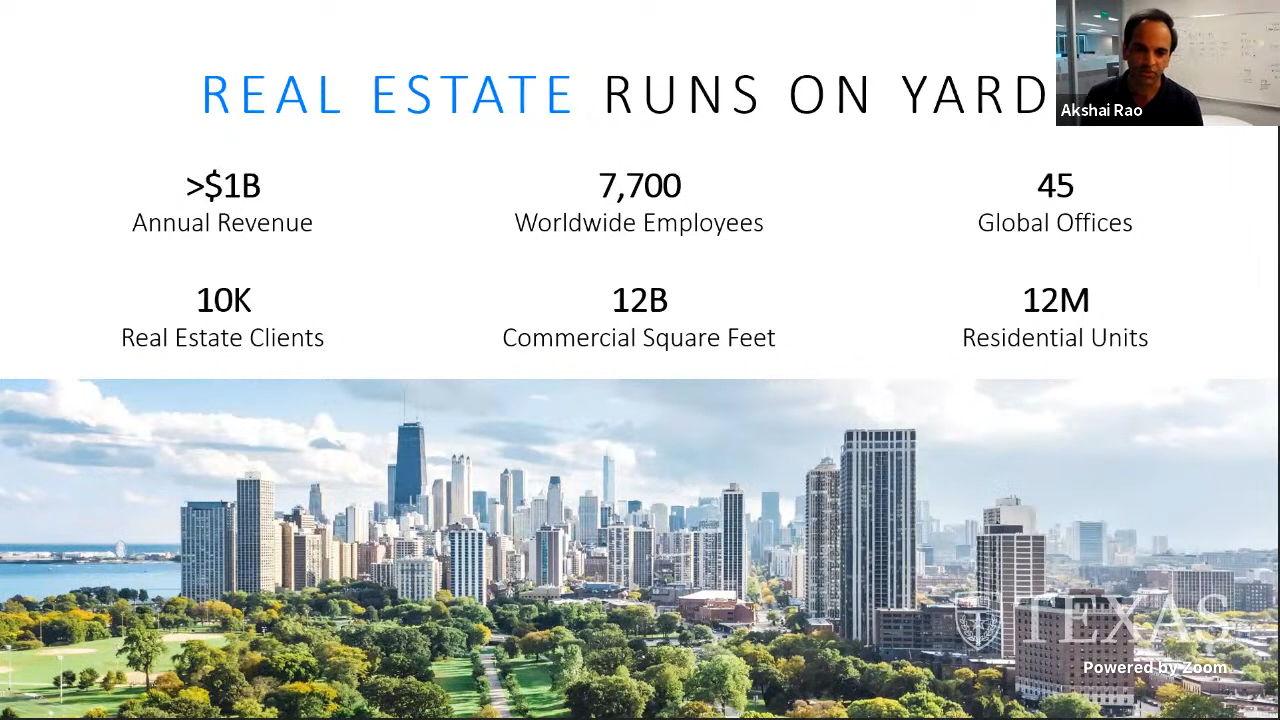 REAL ESTATE RUNS ON YARD
Akshai Rao
>$1B
Annual Revenue
7,700
Worldwide Employees
45
Global Offices
10K
Real Estate Clients
12B
Commercial Square Feet
12M
Residential Units
TEXAS
Powered by Zoom